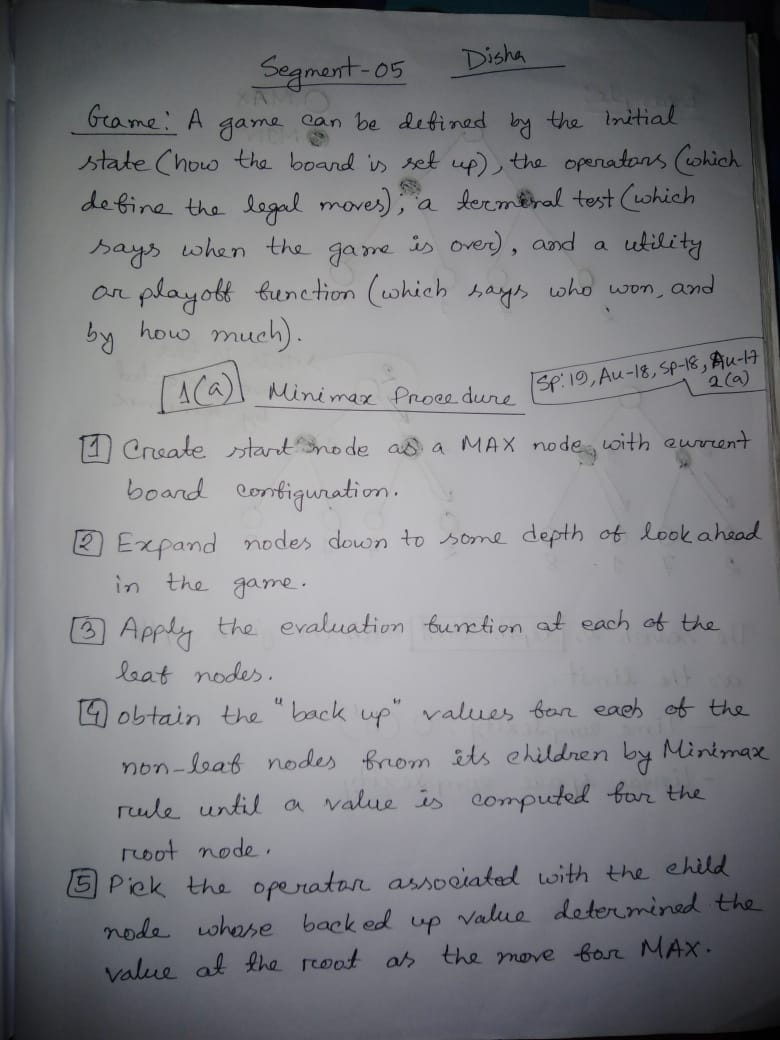 Segment-05 Disha
Game: A game can be defined by the initial
state (how the board is set up), the operators (which
define the legal moves), a terminal test (which
says when the game is over), and a utility
or playoff function (which says who won, and
by how much).
1(a) Minimax Procedure Sp:19, Au-18, Sp-18, Au-17
2(a)
1 Create start node as a MAX node, with current
board configuration.
2 Expand nodes down to some depth of look ahead
in the game.
3 Apply the evaluation function at each of the
leaf nodes.
4 obtain the "back up" values for each of the
non-leaf nodes from its children by Minimax
rule until a value is computed for the
root node.
5 Pick the operator associated with the child
node whose backed up value determined the
value at the root as the move for MAX.